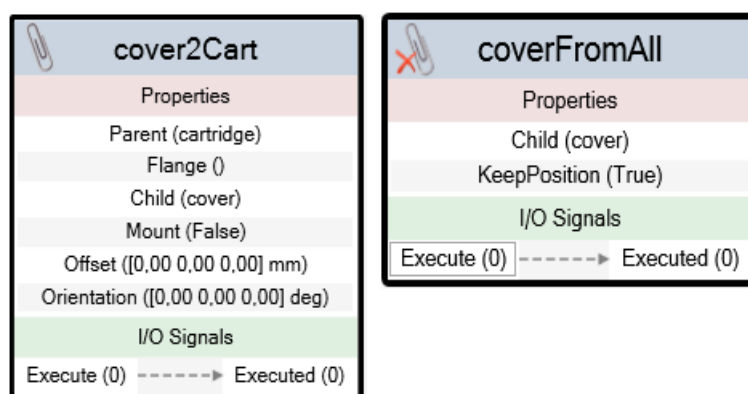 cover2Cart
Properties
Parent (cartridge)
Flange ()
Child (cover)
Mount (False)
Offset ([0,00 0,00 0,00] mm)
Orientation ([0,00 0,00 0,00] deg)
I/O Signals
Execute (0) Executed (0)
coverFromAll
Properties
Child (cover)
KeepPosition (True)
I/O Signals
Execute (0) Executed (0)